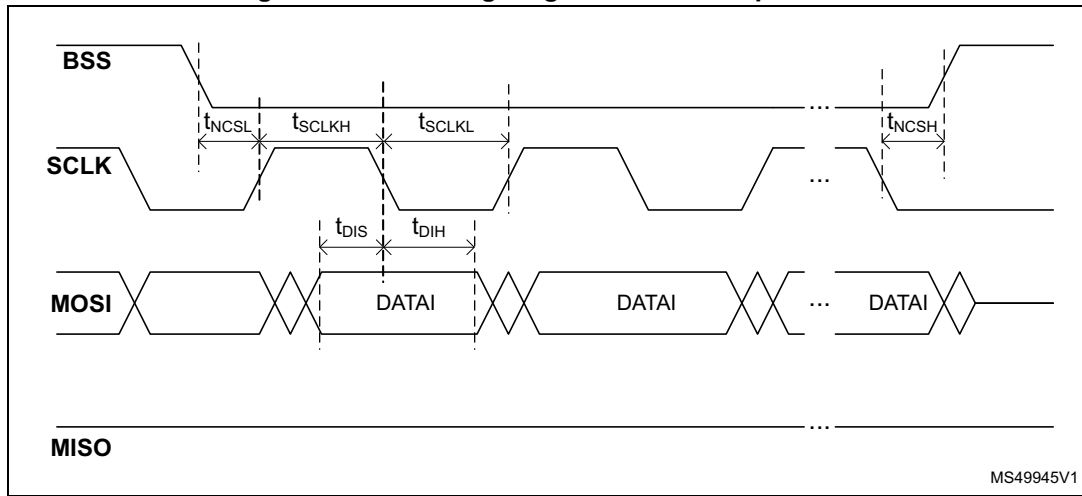 BSS
...
tNCSL tSCLKH tSCLKL tNCSH
SCLK
...
tDIS tDIH
MOSI DATAI DATAI ... DATAI
...
MISO
MS49945V1